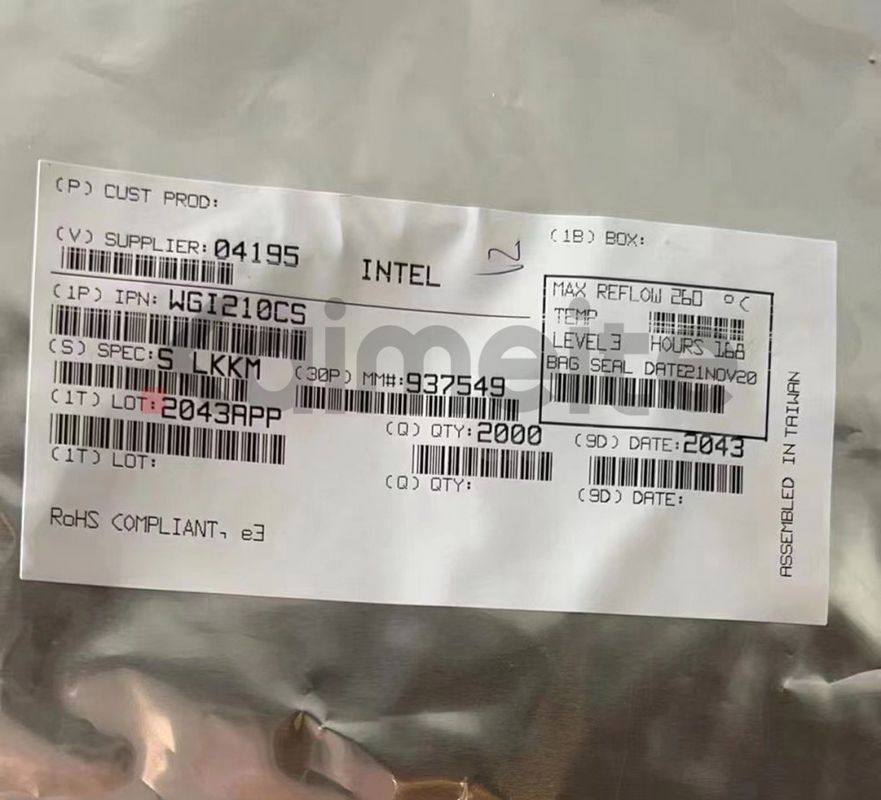 (P) CUST PROD:
(V) SUPPLIER: 04195
INTEL
(1B) BOX:
(1P) IPN: WGI210CS
MAX REFLOW 260 °C
TEMP
LEVEL 3 HOURS 168
BAG SEAL DATE21NOV20
(S) SPEC: S LKKM
(30P) MM#: 937549
(1T) LOT: 2043APP
(Q) QTY: 2000
(9D) DATE: 2043
(1T) LOT:
(Q) QTY:
(9D) DATE:
RoHS COMPLIANT, e3
ASSEMBLED IN TAIWAN